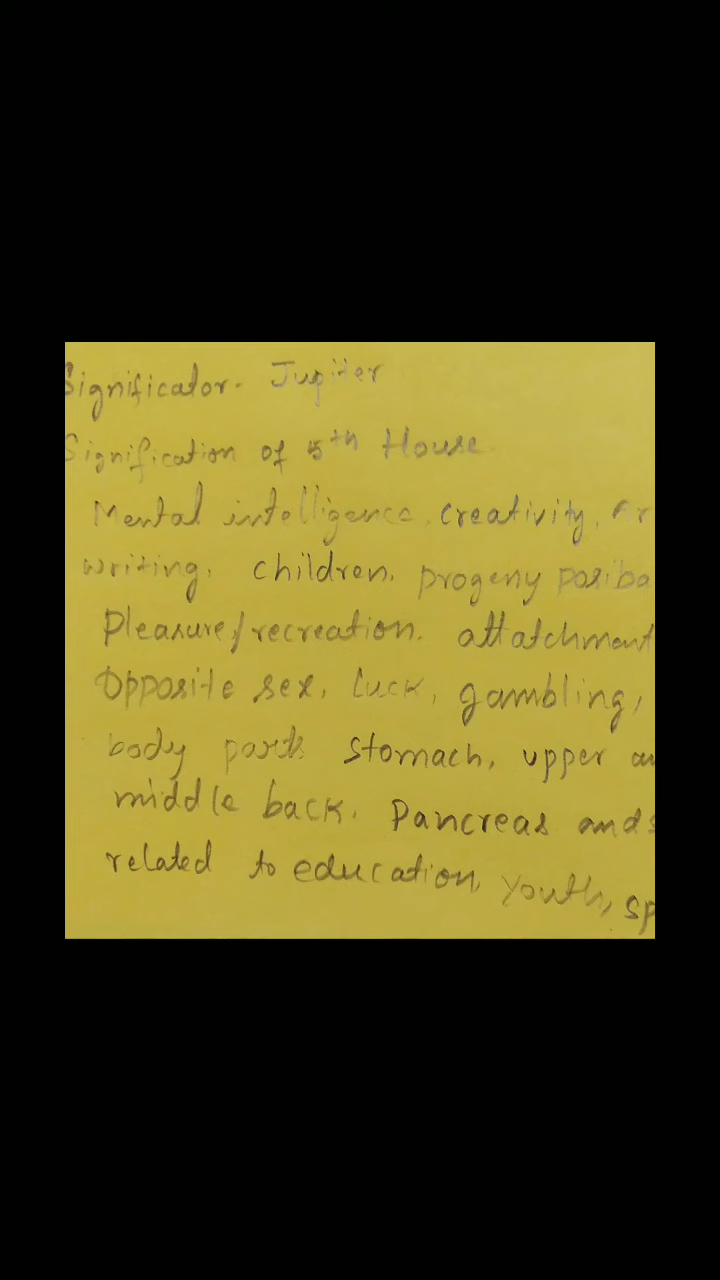 Significator- Jupiter
Signification of 5th House
Mental intelligence, creativity,
writing, children, progeny
Pleasure/recreation. attatchment
Opposite sex, luck, gambling,
body parts stomach, upper
middle back. Pancreas and
related to education, youth,